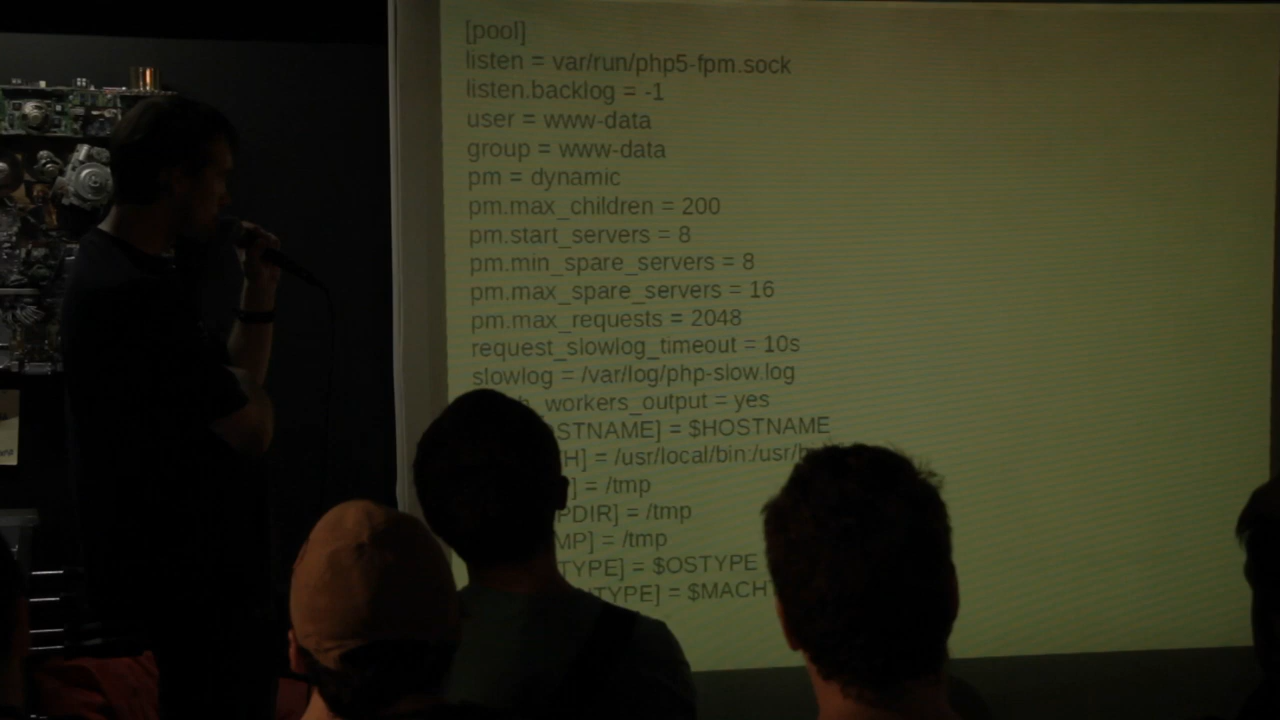 [pool]
listen = var/run/php5-fpm.sock
listen.backlog = -1
user = www-data
group = www-data
pm = dynamic
pm.max_children = 200
pm.start_servers = 8
pm.min_spare_servers = 8
pm.max_spare_servers = 16
pm.max_requests = 2048
request_slowlog_timeout = 10s
slowlog = /var/log/php-slow.log
_workers_output = yes
STNAME] = $HOSTNAME
H] = /usr/local/bin:/usr/b
] = /tmp
PDIR] = /tmp
MP] = /tmp
TYPE] = $OSTYPE
TYPE] = $MACHT